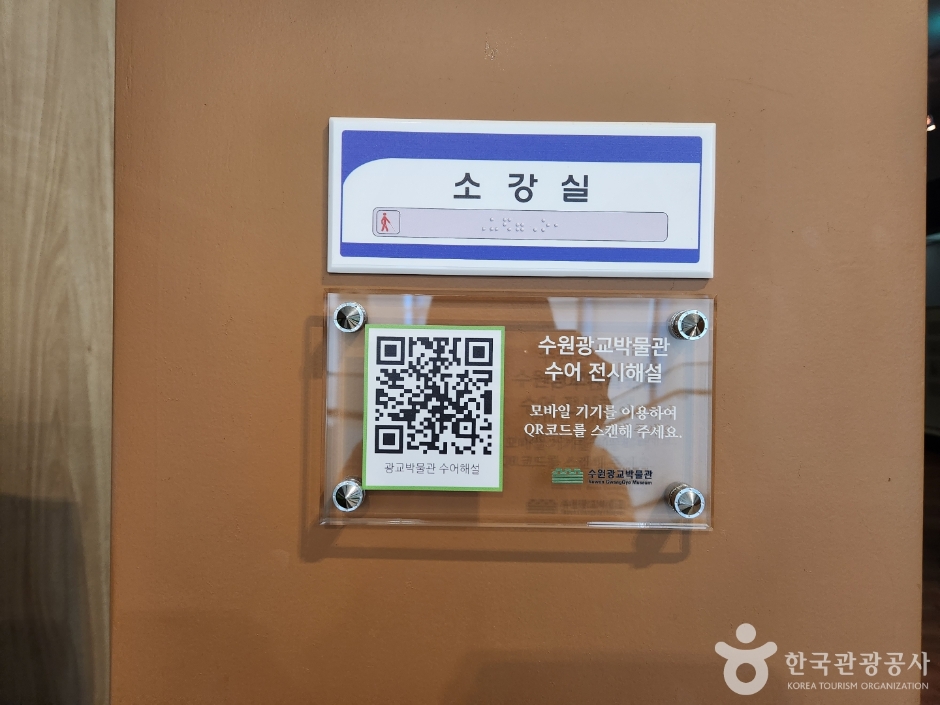 소강실
수원광교박물관
수어 전시해설
모바일 기기를 이용하여
QR코드를 스캔해 주세요.
광교박물관 수어해설
수원광교박물관
Suwon GwangGyo Museum
한국관광공사
KOREA TOURISM ORGANIZATION